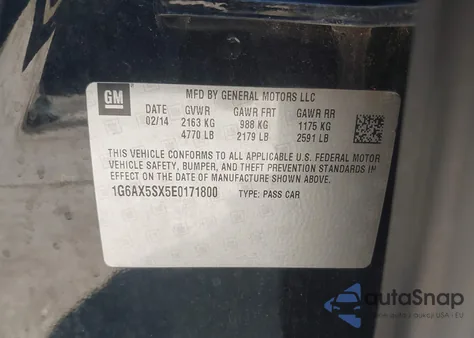 GM
MFD BY GENERAL MOTORS LLC
DATE GVWR GAWR FRT GAWR RR
02/14 2163 KG 988 KG 1175 KG
4770 LB 2179 LB 2591 LB
THIS VEHICLE CONFORMS TO ALL APPLICABLE U.S. FEDERAL MOTOR
VEHICLE SAFETY, BUMPER, AND THEFT PREVENTION STANDARDS IN
EFFECT ON THE DATE OF MANUFACTURE SHOWN ABOVE.
1G6AX5SX5E0171800 TYPE: PASS CAR
autoSnap